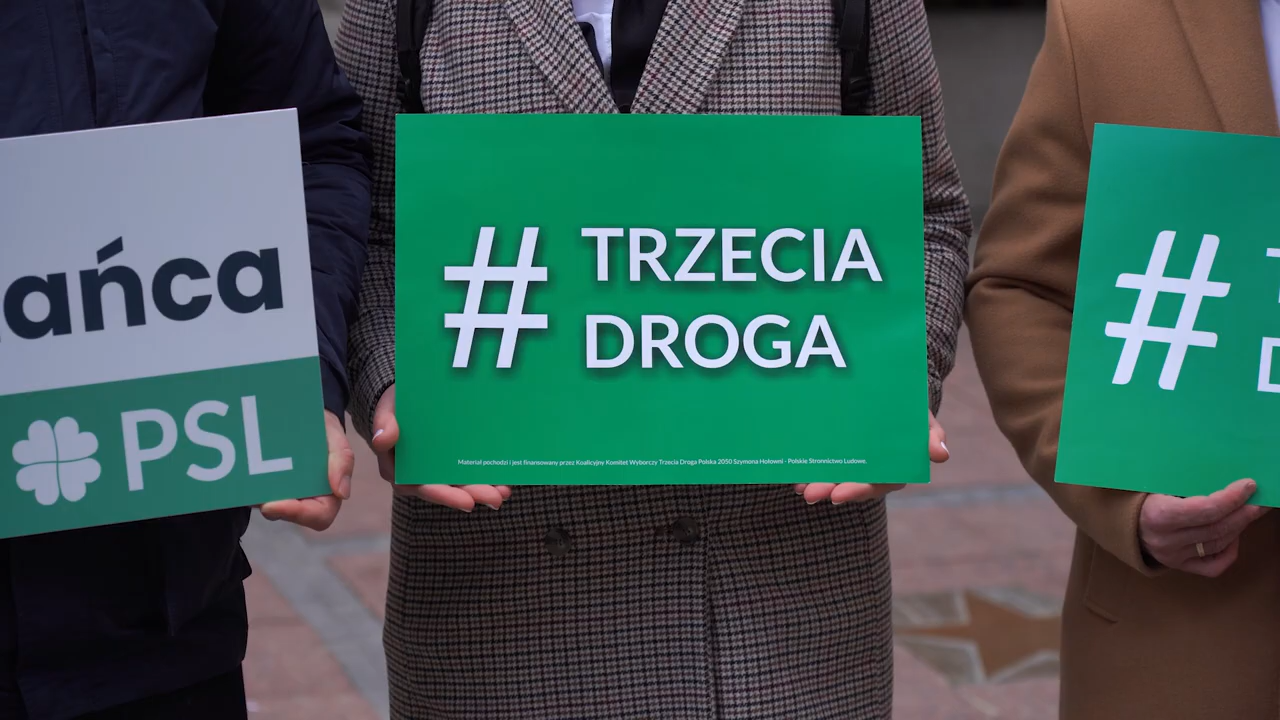 ańca
PSL
# TRZECIA
DROGA
Materiał pochodzi i jest finansowany przez Koalicyjny Komitet Wyborczy Trzecia Droga Polska 2050 Szymona Hołowni - Polskie Stronnictwo Ludowe.
#